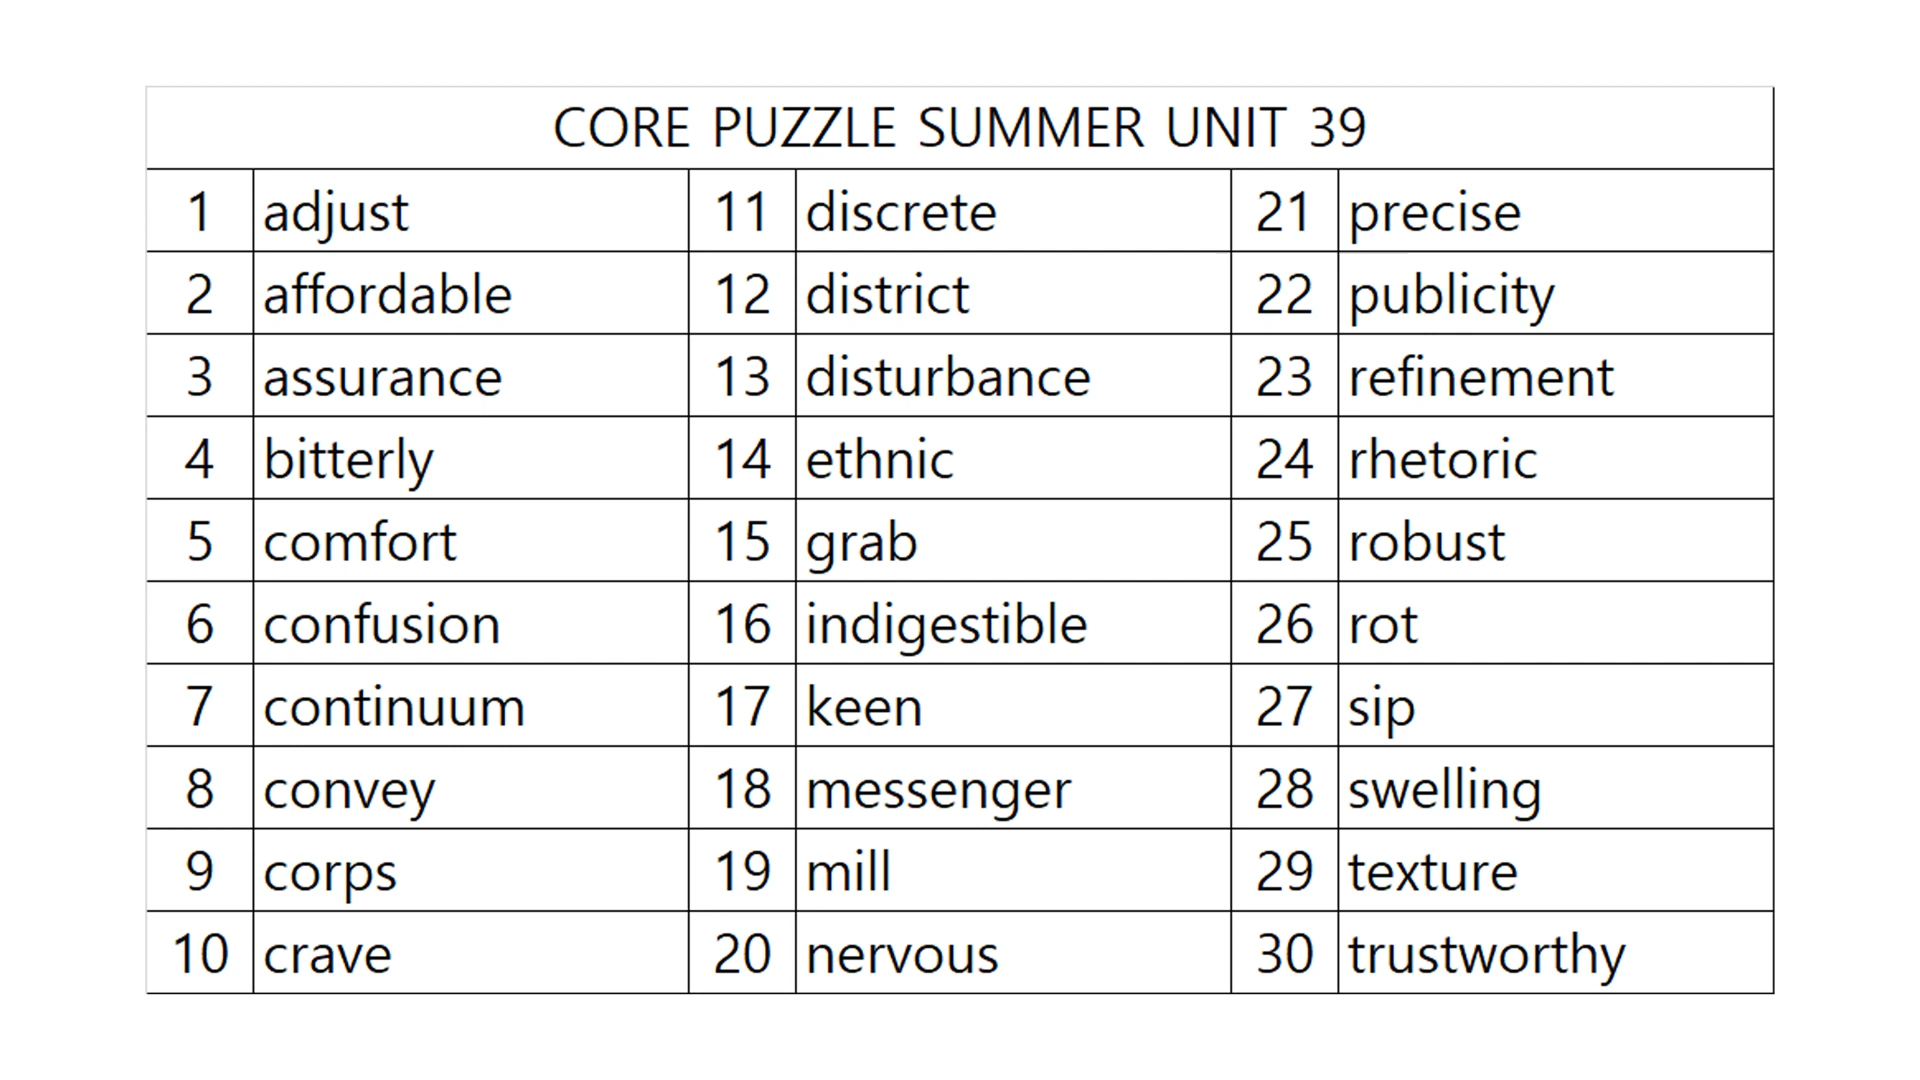 CORE PUZZLE SUMMER UNIT 39
1 adjust 11 discrete 21 precise
2 affordable 12 district 22 publicity
3 assurance 13 disturbance 23 refinement
4 bitterly 14 ethnic 24 rhetoric
5 comfort 15 grab 25 robust
6 confusion 16 indigestible 26 rot
7 continuum 17 keen 27 sip
8 convey 18 messenger 28 swelling
9 corps 19 mill 29 texture
10 crave 20 nervous 30 trustworthy